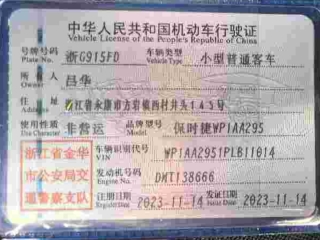 中华人民共和国机动车行驶证
Vehicle License of the People's Republic of China
号牌号码 浙G915FD 车辆类型 小型普通客车
Plate No. Vehicle Type
所有人 吕华
Owner
住址 浙江省永康市方岩镇西村井头145号
Address
使用性质 非营运 品牌型号 保时捷WP1AA295
Use Character Model
浙江省金华
市公安局交
通警察支队
车辆识别代号 WP1AA2951PLB11014
VIN
发动机号码 DMT138666
Engine No.
注册日期 2023-11-14 发证日期 2023-11-14
Register Date Issue Date